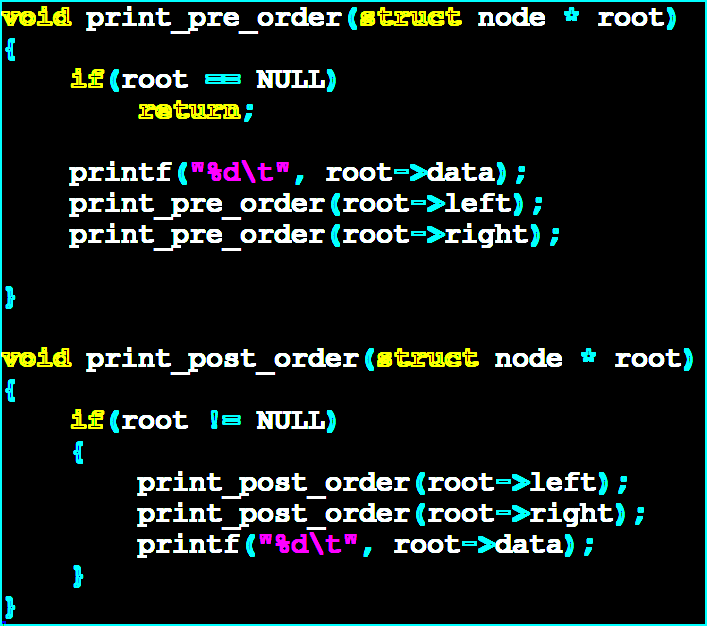 void print_pre_order(struct node * root)
{
    if(root == NULL)
        return;
    printf("%d\t", root->data);
    print_pre_order(root->left);
    print_pre_order(root->right);
}
void print_post_order(struct node * root)
{
    if(root != NULL)
    {
        print_post_order(root->left);
        print_post_order(root->right);
        printf("%d\t", root->data);
    }
}